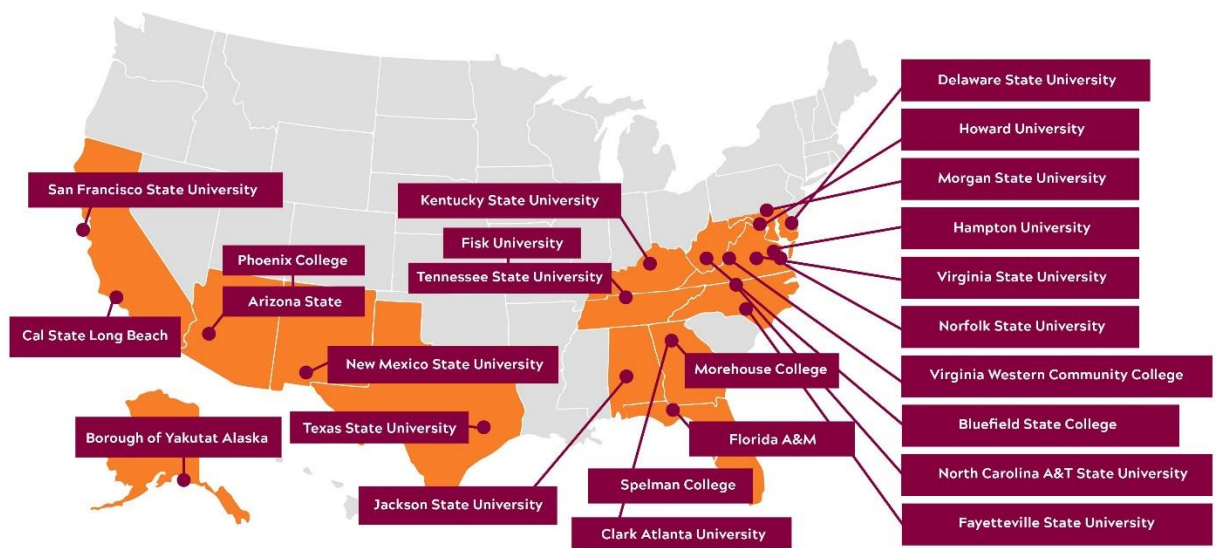 Delaware State University
Howard University
Morgan State University
Hampton University
Virginia State University
Norfolk State University
Virginia Western Community College
Bluefield State College
North Carolina A&T State University
Fayetteville State University
San Francisco State University
Kentucky State University
Fisk University
Tennessee State University
Phoenix College
Arizona State
Cal State Long Beach
New Mexico State University
Morehouse College
Texas State University
Florida A&M
Borough of Yakutat Alaska
Spelman College
Jackson State University
Clark Atlanta University